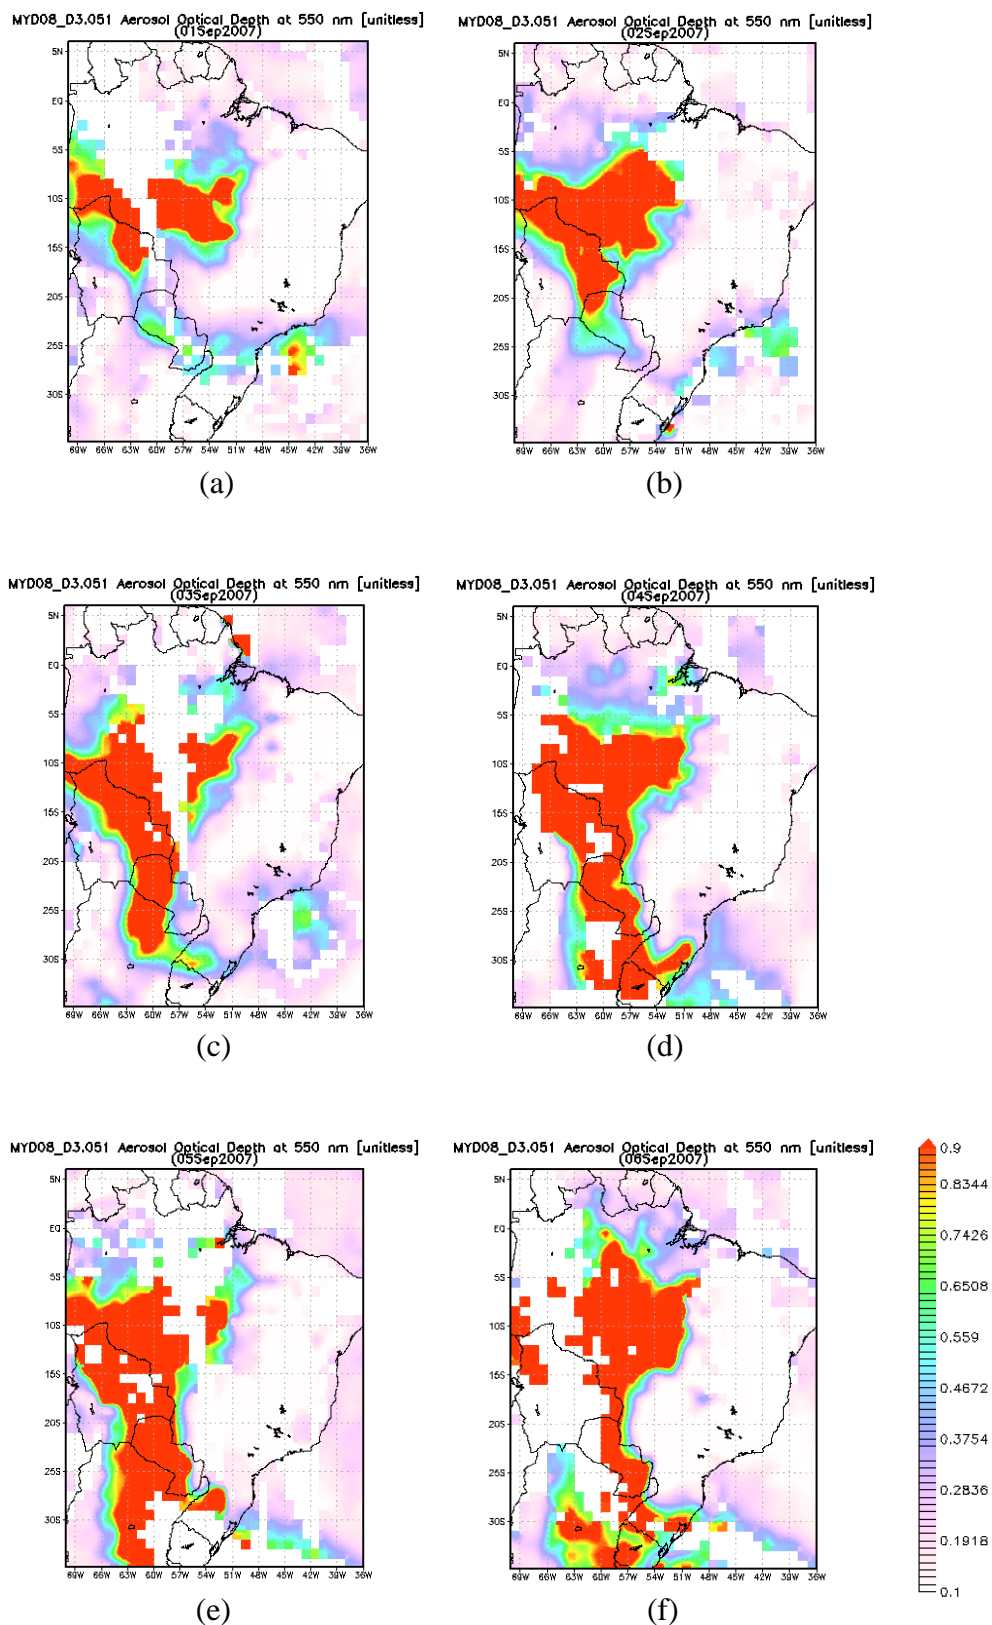 MYD08_D3.051 Aerosol Optical Depth at 550 nm [unitless]
(01Sep2007)
5N
EQ
5S
10S
15S
20S
25S
30S
69W 66W 63W 60W 57W 54W 51W 48W 45W 42W 39W 36W
(a)
MYD08_D3.051 Aerosol Optical Depth at 550 nm [unitless]
(02Sep2007)
5N
EQ
5S
10S
15S
20S
25S
30S
69W 66W 63W 60W 57W 54W 51W 48W 45W 42W 39W 36W
(b)
MYD08_D3.051 Aerosol Optical Depth at 550 nm [unitless]
(03Sep2007)
5N
EQ
5S
10S
15S
20S
25S
30S
69W 66W 63W 60W 57W 54W 51W 48W 45W 42W 39W 36W
(c)
MYD08_D3.051 Aerosol Optical Depth at 550 nm [unitless]
(04Sep2007)
5N
EQ
5S
10S
15S
20S
25S
30S
69W 66W 63W 60W 57W 54W 51W 48W 45W 42W 39W 36W
(d)
MYD08_D3.051 Aerosol Optical Depth at 550 nm [unitless]
(05Sep2007)
5N
EQ
5S
10S
15S
20S
25S
30S
69W 66W 63W 60W 57W 54W 51W 48W 45W 42W 39W 36W
(e)
MYD08_D3.051 Aerosol Optical Depth at 550 nm [unitless]
(06Sep2007)
5N
EQ
5S
10S
15S
20S
25S
30S
69W 66W 63W 60W 57W 54W 51W 48W 45W 42W 39W 36W
(f)
0.9
0.8344
0.7426
0.6508
0.559
0.4672
0.3754
0.2836
0.1918
0.1